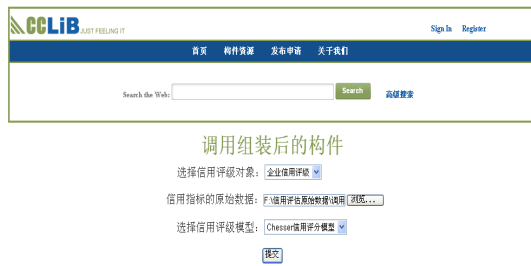 CCLiB JUST FEELING IT
Sign In Register
首页 构件资源 发布申请 关于我们
Search the Web: Search 高级搜索
调用组装后的构件
选择信用评级对象：企业信用评级
信用指标的原始数据：F:\信用评估原始数据\调用 浏览...
选择信用评级模型：Chesser信用评分模型
提交